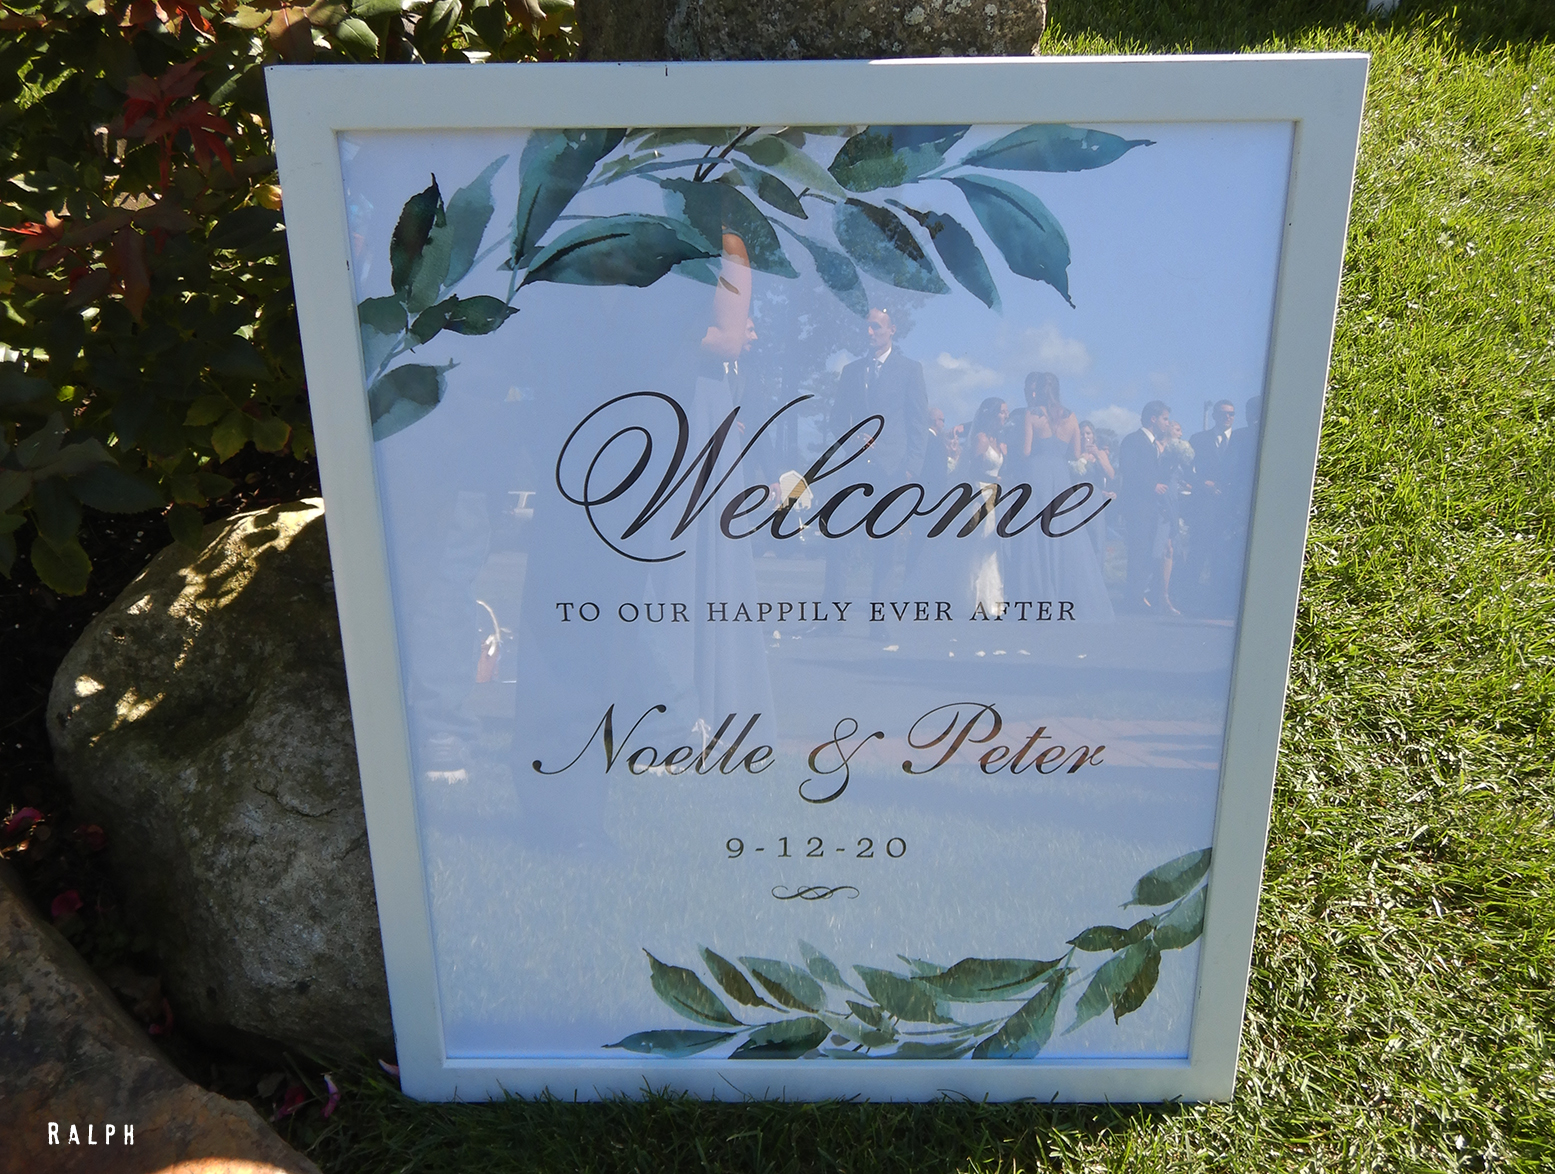 Welcome
TO OUR HAPPILY EVER AFTER
Noelle & Peter
9-12-20
RALPH